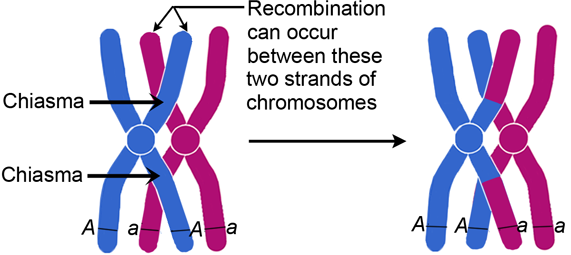 Recombination
can occur
between these
two strands of
chromosomes
Chiasma
Chiasma
A a A a
A A a a